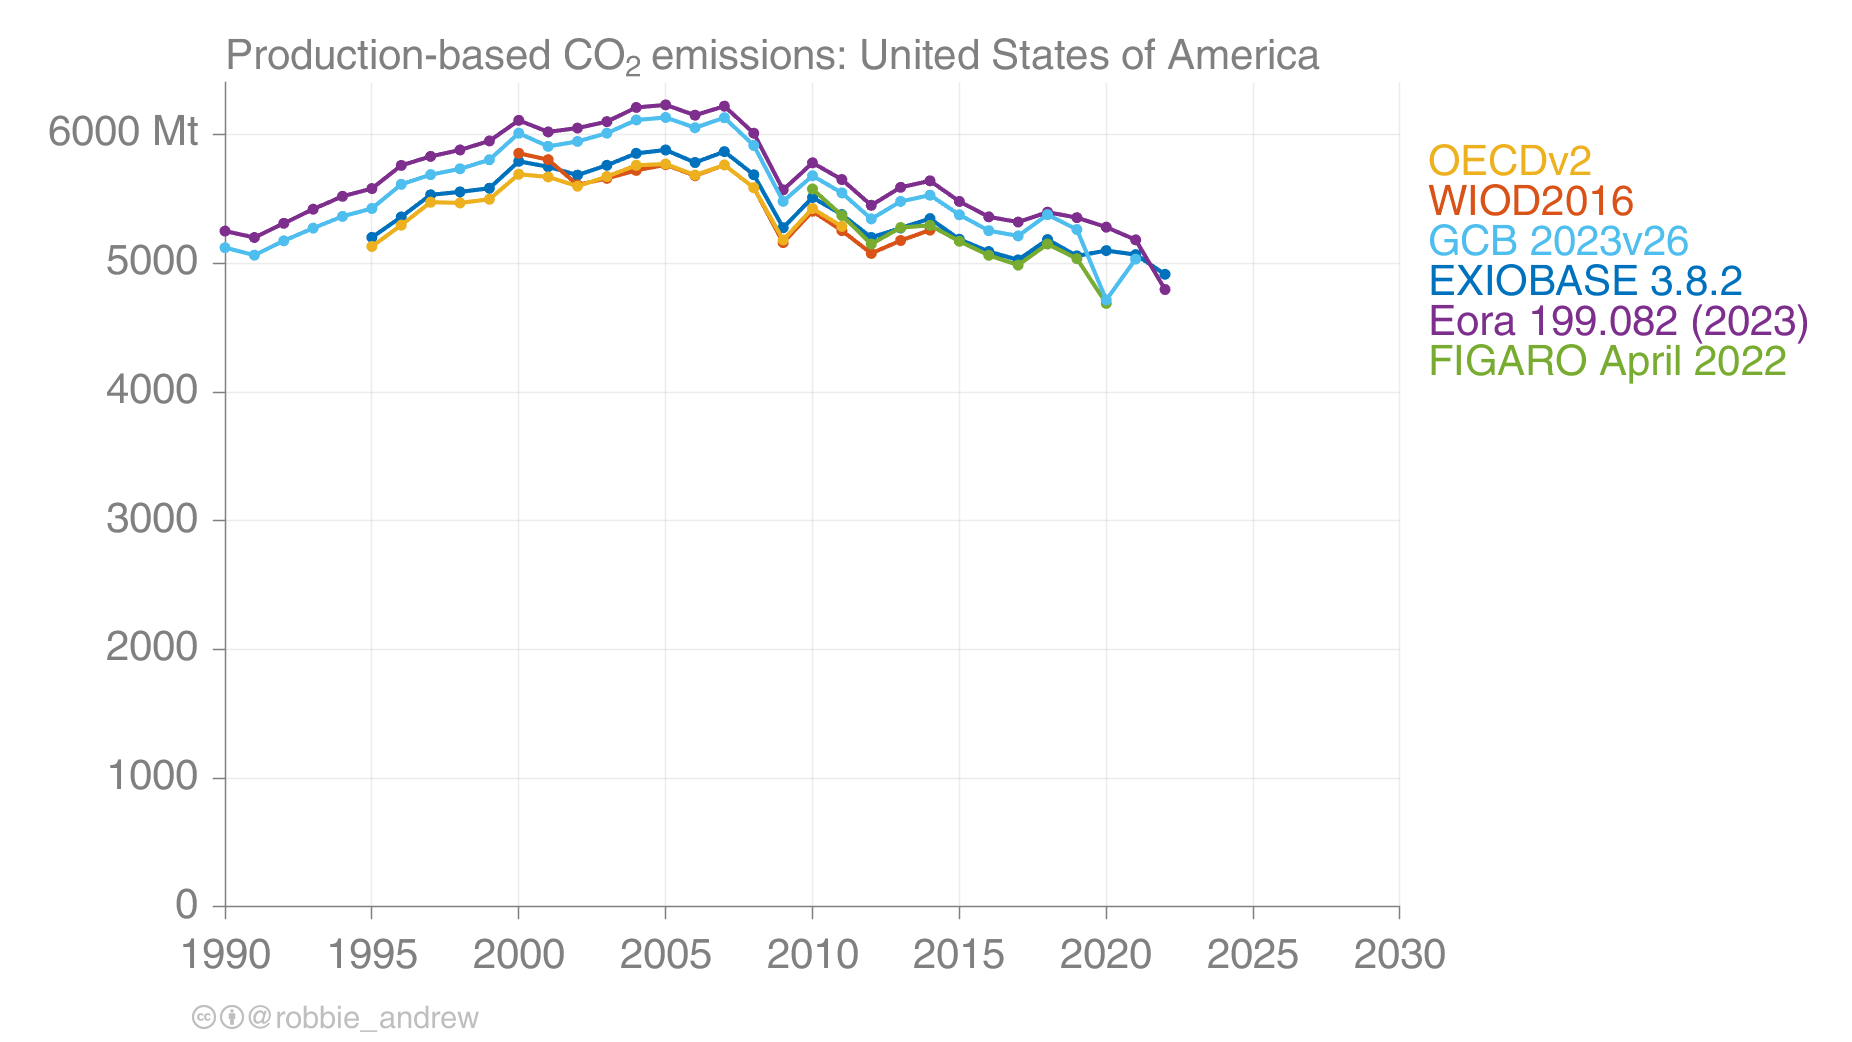 Production-based CO₂ emissions: United States of America
6000 Mt
5000
4000
3000
2000
1000
0
1990 1995 2000 2005 2010 2015 2020 2025 2030
OECDv2
WIOD2016
GCB 2023v26
EXIOBASE 3.8.2
Eora 199.082 (2023)
FIGARO April 2022
@robbie_andrew